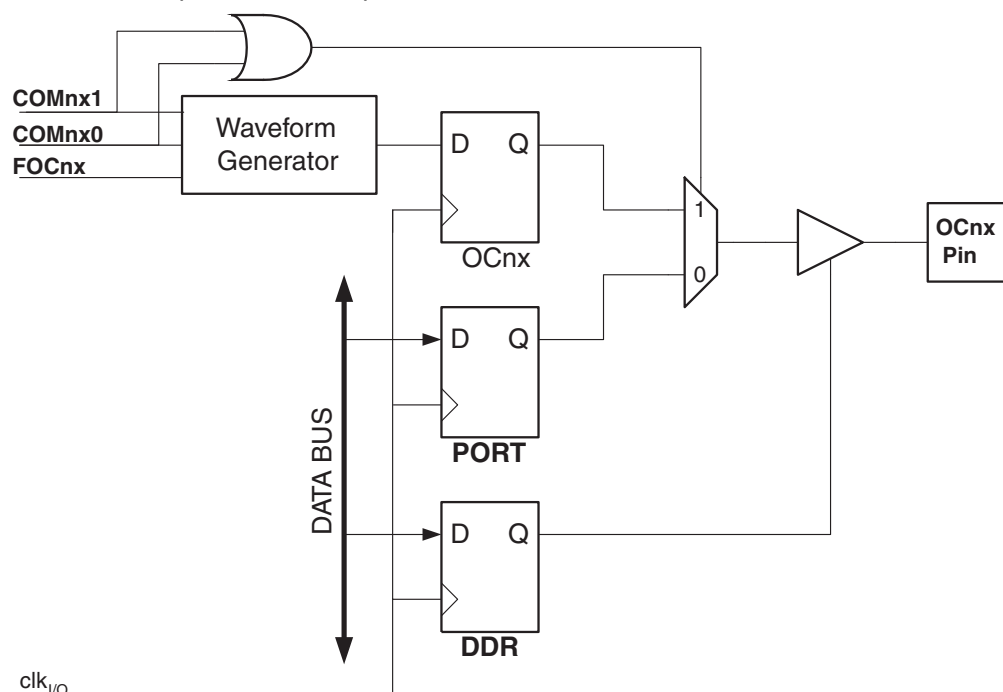 COMnx1
COMnx0
FOCnx
Waveform
Generator
D Q
OCnx
1
0
OCnx
Pin
D Q
PORT
DATA BUS
D Q
DDR
clkI/O